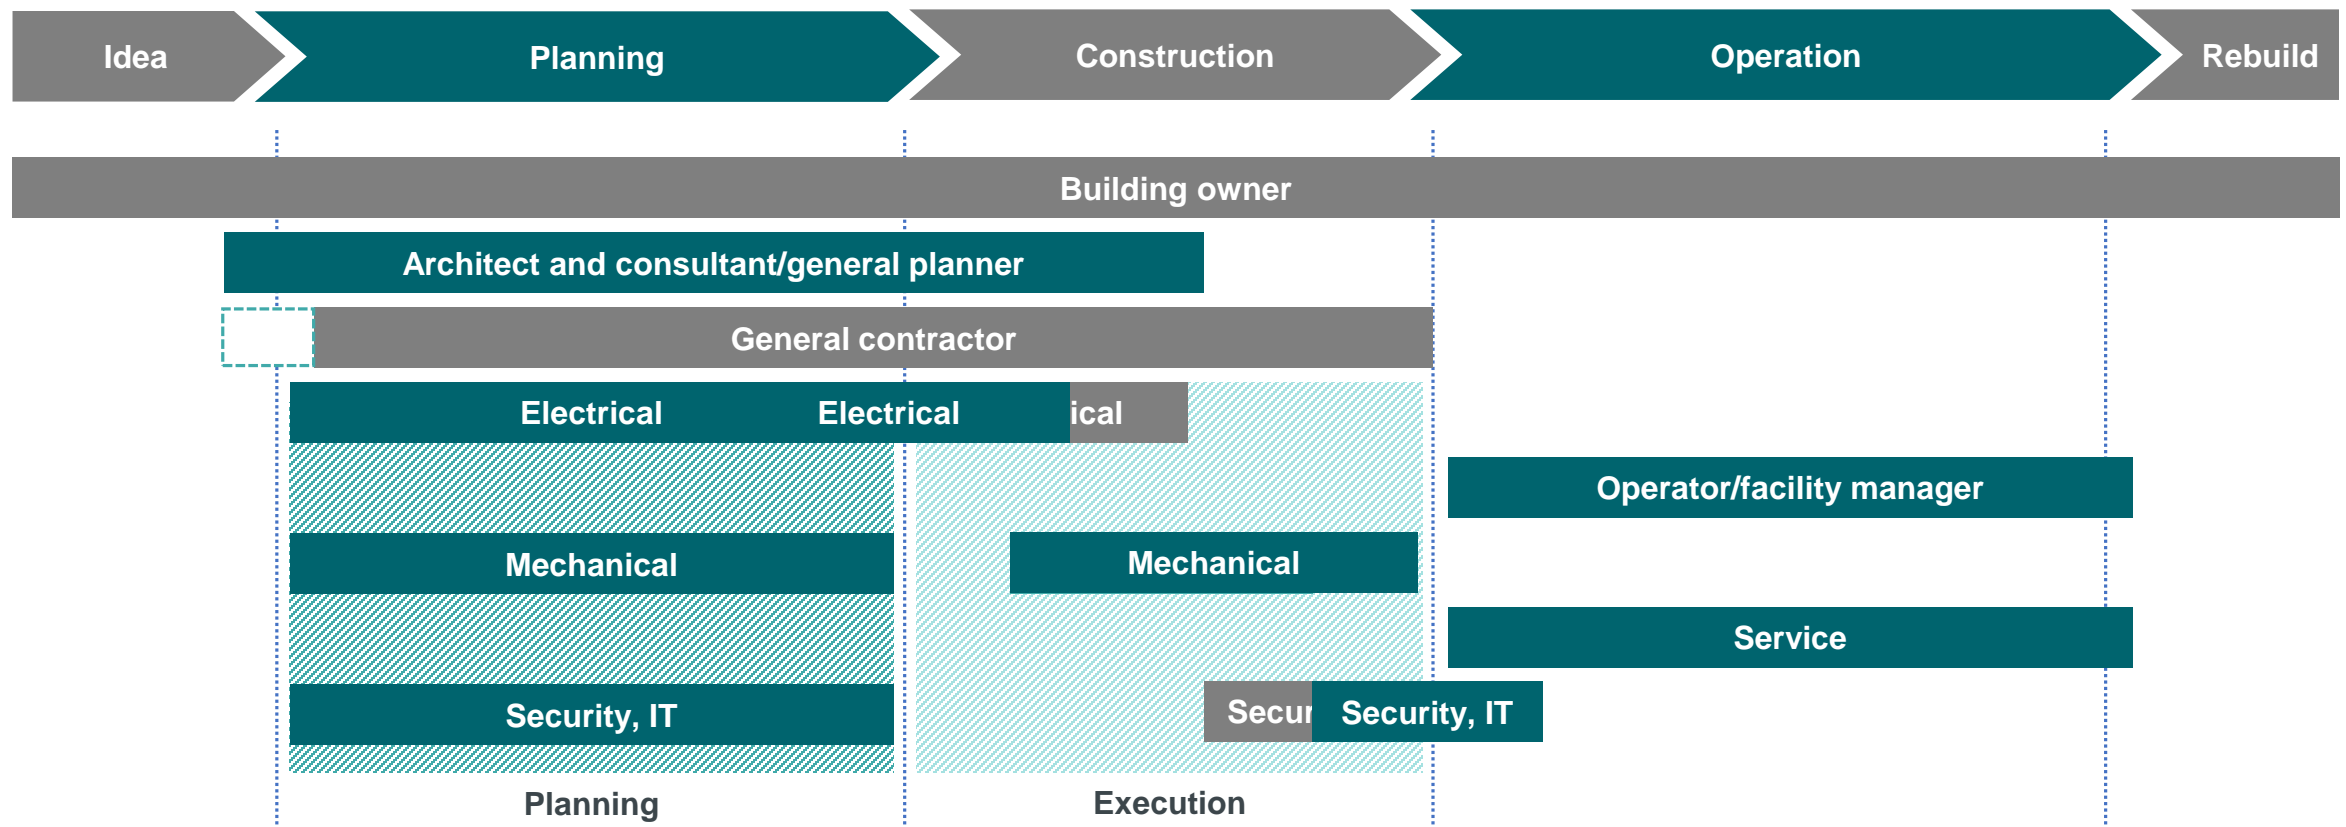 Idea
Planning
Construction
Operation
Rebuild
Building owner
Architect and consultant/general planner
General contractor
Electrical
Electrical
ical
Operator/facility manager
Mechanical
Mechanical
Service
Security, IT
Secur
Security, IT
Planning
Execution